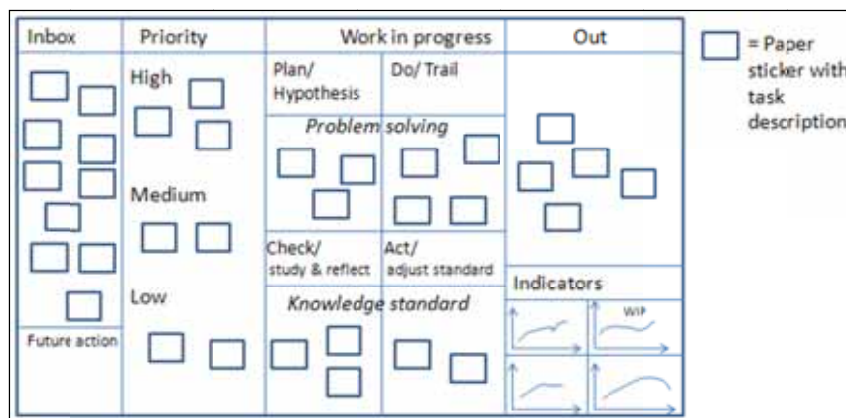 Inbox
Priority
Work in progress
Out
= Paper
sticker with
task
description
High
Plan/
Hypothesis
Do/ Trail
Problem solving
Medium
Check/
study & reflect
Act/
adjust standard
Low
Knowledge standard
Indicators
WIP
Future action